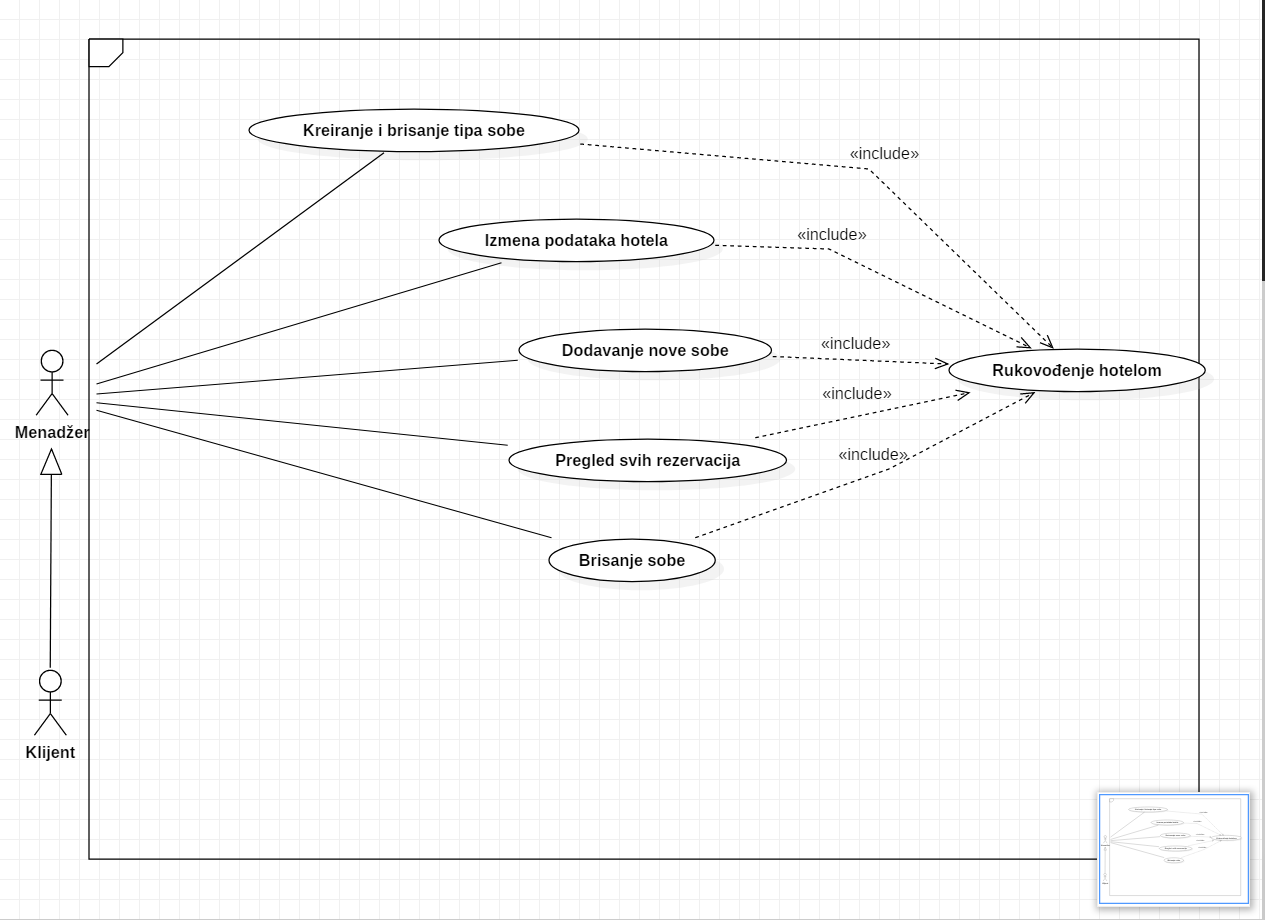 Kreiranje i brisanje tipa sobe
«include»
Izmena podataka hotela
«include»
Dodavanje nove sobe
«include»
Rukovođenje hotelom
«include»
Menadžer
Pregled svih rezervacija
«include»
Brisanje sobe
Klijent